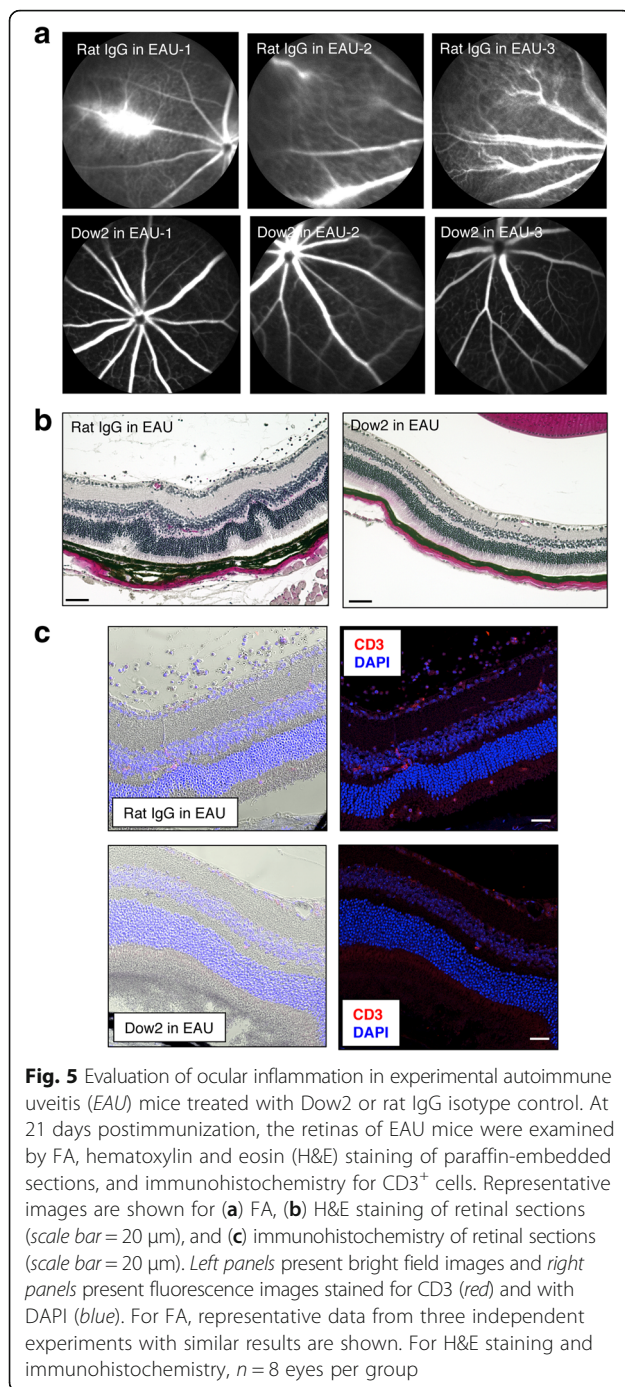 a
Rat IgG in EAU-1
Rat IgG in EAU-2
Rat IgG in EAU-3
Dow2 in EAU-1
Dow2 in EAU-2
Dow2 in EAU-3
b
Rat IgG in EAU
Dow2 in EAU
c
CD3
DAPI
Rat IgG in EAU
Dow2 in EAU
CD3
DAPI
Fig. 5 Evaluation of ocular inflammation in experimental autoimmune
uveitis (EAU) mice treated with Dow2 or rat IgG isotype control. At
21 days postimmunization, the retinas of EAU mice were examined
by FA, hematoxylin and eosin (H&E) staining of paraffin-embedded
sections, and immunohistochemistry for CD3⁺ cells. Representative
images are shown for (a) FA, (b) H&E staining of retinal sections
(scale bar = 20 μm), and (c) immunohistochemistry of retinal sections
(scale bar = 20 μm). Left panels present bright field images and right
panels present fluorescence images stained for CD3 (red) and with
DAPI (blue). For FA, representative data from three independent
experiments with similar results are shown. For H&E staining and
immunohistochemistry, n = 8 eyes per group